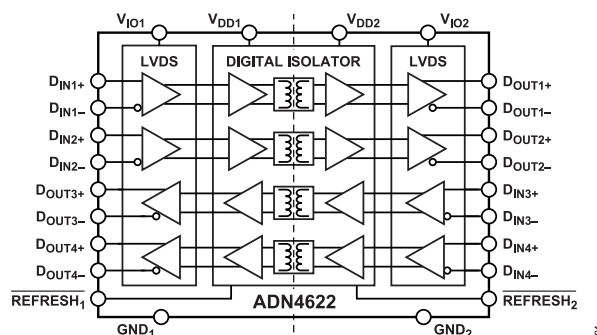 VIO1 VDD1 VDD2 VIO2
LVDS DIGITAL ISOLATOR LVDS
DIN1+ DOUT1+
DIN1– DOUT1–
DIN2+ DOUT2+
DIN2– DOUT2–
DOUT3+ DIN3+
DOUT3– DIN3–
DOUT4+ DIN4+
DOUT4– DIN4–
REFRESH1 ADN4622 REFRESH2
GND1 GND2